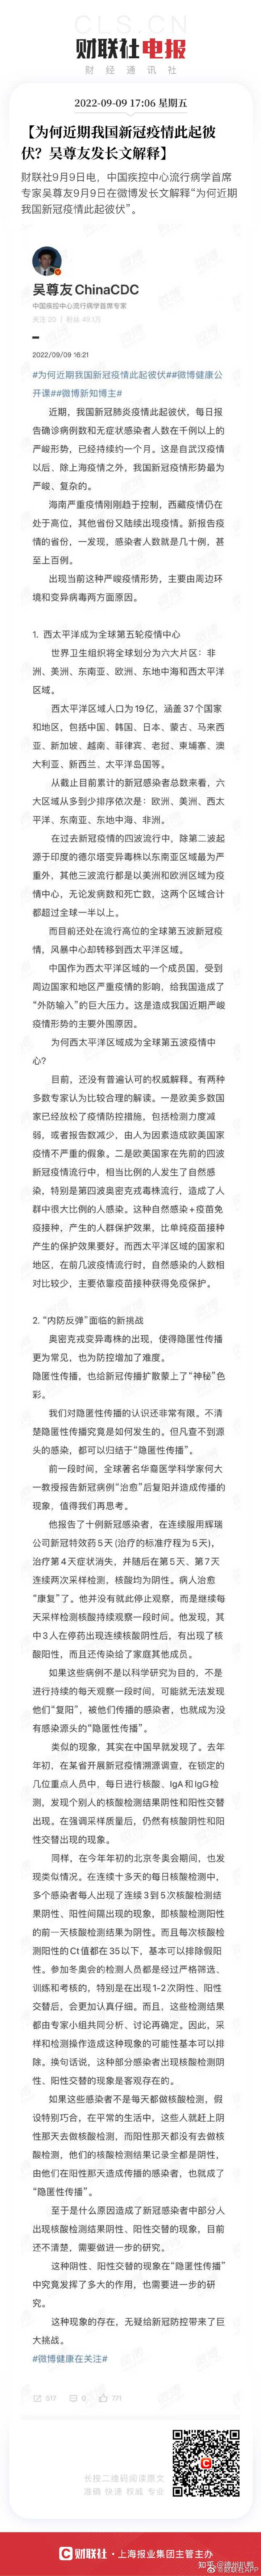 CLS.CN
财联社电报
财经通讯社
2022-09-09 17:06 星期五
【为何近期我国新冠疫情此起彼
伏？吴尊友发长文解释】
财联社9月9日电，中国疾控中心流行病学首席
专家吴尊友9月9日在微博发长文解释“为何近期
我国新冠疫情此起彼伏”。
吴尊友ChinaCDC
中国疾控中心流行病学首席专家
关注 20 | 粉丝 49.1万
2022/09/09 16:21
#为何近期我国新冠疫情此起彼伏##微博健康公
开课##微博新知博主#
近期，我国新冠肺炎疫情此起彼伏，每日报
告确诊病例数和无症状感染者人数在千例以上的
严峻形势，已经持续约一个月。这是自武汉疫情
以后、除上海疫情之外，我国新冠疫情形势最为
严峻、复杂的。
海南严重疫情刚刚趋于控制，西藏疫情仍在
处于高位，其他省份又陆续出现疫情。新报告疫
情的省份，一发现，感染者人数就是几十例，甚
至上百例。
出现当前这种严峻疫情形势，主要由周边环
境和变异病毒两方面原因。
1. 西太平洋成为全球第五轮疫情中心
世界卫生组织将全球划分为六大片区：非
洲、美洲、东南亚、欧洲、东地中海和西太平洋
区域。
西太平洋区域人口为19亿，涵盖37个国家
和地区，包括中国、韩国、日本、蒙古、马来西
亚、新加坡、越南、菲律宾、老挝、柬埔寨、澳
大利亚、新西兰、太平洋岛国等。
从截止目前累计的新冠感染者总数来看，六
大区域从多到少排序依次是：欧洲、美洲、西太
平洋、东南亚、东地中海、非洲。
在过去新冠疫情的四波流行中，除第二波起
源于印度的德尔塔变异毒株以东南亚区域最为严
重外，其他三波流行都是以美洲和欧洲区域为疫
情中心，无论发病数和死亡数，这两个区域合计
都超过全球一半以上。
而目前还处在流行高位的全球第五波新冠疫
情，风暴中心却转移到西太平洋区域。
中国作为西太平洋区域的一个成员国，受到
周边国家和地区严重疫情的影响，给我国造成了
“外防输入”的巨大压力。这是造成我国近期严峻
疫情形势的主要外围原因。
为何西太平洋区域成为全球第五波疫情中
心？
目前，还没有普遍认可的权威解释。有两种
多数专家认为比较合理的解读。一是欧美多数国
家已经放松了疫情防控措施，包括检测力度减
弱，或者报告数减少，由人为因素造成欧美国家
疫情不严重的假象。二是欧美国家在先前的四波
新冠疫情流行中，相当比例的人发生了自然感
染，特别是第四波奥密克戎毒株流行，造成了人
群中很大比例的人感染。这种自然感染+疫苗免
疫接种，产生的人群保护效果，比单纯疫苗接种
产生的保护效果要好。而西太平洋区域的国家和
地区，在前几波疫情流行时，自然感染的人数相
对比较少，主要依靠疫苗接种获得免疫保护。
2. “内防反弹”面临的新挑战
奥密克戎变异毒株的出现，使得隐匿性传播
更为常见，也为防控增加了难度。
隐匿性传播。也给新冠传播扩散蒙上了“神秘”色
彩。
我们对隐匿性传播的认识还非常有限。不清
楚隐匿性传播究竟是如何发生的。但凡查不到源
头的感染，都可以归结于“隐匿性传播”。
前一段时间，全球著名华裔医学科学家何大
一教授报告新冠病例“治愈”后复阳并造成传播的
现象，值得我们再思考。
他报告了十例新冠感染者，在连续服用辉瑞
公司新冠特效药5天(治疗的标准疗程为5天)，
治疗第4天症状消失，并随后在第5天、第7天
连续两次采样检测，核酸均为阴性。病人治愈
“康复”了。他并没有就此停止观察，而是继续每
天采样检测核酸持续观察一段时间。他发现，其
中3人在停药出现连续核酸阴性后，有出现了核
酸阳性，而且还传染给了家庭其他成员。
如果这些病例不是以科学研究为目的，不是
进行持续的每天观察一段时间，可能就无法发现
他们“复阳”，被他们传播的感染者，也就成为没
有感染源头的“隐匿性传播”。
类似的现象，其实在中国早就发现了。去年
年初，在某省开展新冠疫情溯源调查，在锁定的
几位重点人员中，每日进行核酸、IgA和IgG检
测，发现个别人的核酸检测结果阴性和阳性交替
出现。在强调采样质量后，仍然有核酸阴性和阳
性交替出现的现象。
同样，在今年年初的北京冬奥会期间，也发
现类似情况。在连续十多天的每日核酸检测中，
多个感染者每人出现了连续3到5次核酸检测结
果阴性、阳性间隔出现的现象，即核酸检测阳性
的前一天核酸检测结果为阴性。而且每次核酸检
测阳性的Ct值都在35以下，基本可以排除假阳
性。参加冬奥会的检测人员都是经过严格筛选、
训练和考核的，特别是在出现1-2次阴性、阳性
交替后，会更加认真仔细。而且，这些检测结果
都由专家小组共同分析、讨论再确定。因此，采
样和检测操作造成这种现象的可能性基本可以排
除。换句话说，这种部分感染者出现核酸检测阴
性、阳性交替的现象是客观存在的。
如果这些感染者不是每天都做核酸检测，假
设特别巧合，在平常的生活中，这些人就赶上阴
性那天去做核酸检测，而阳性那天都没有去做核
酸检测，他们的核酸检测结果记录全都是阴性，
由他们在阳性那天造成传播的感染者，也就成了
“隐匿性传播”。
至于是什么原因造成了新冠感染者中部分人
出现核酸检测结果阴性、阳性交替的现象，目前
还不清楚，需要做进一步的研究。
这种阴性、阳性交替的现象在“隐匿性传播”
中究竟发挥了多大的作用，也需要进一步的研
究。
这种现象的存在，无疑给新冠防控带来了巨
大挑战。
#微博健康在关注#
517 0 771
长按二维码阅读原文
准确 快速 权威 专业
财联社·上海报业集团主管主办
知乎 @德州扒鸭
@财联社APP